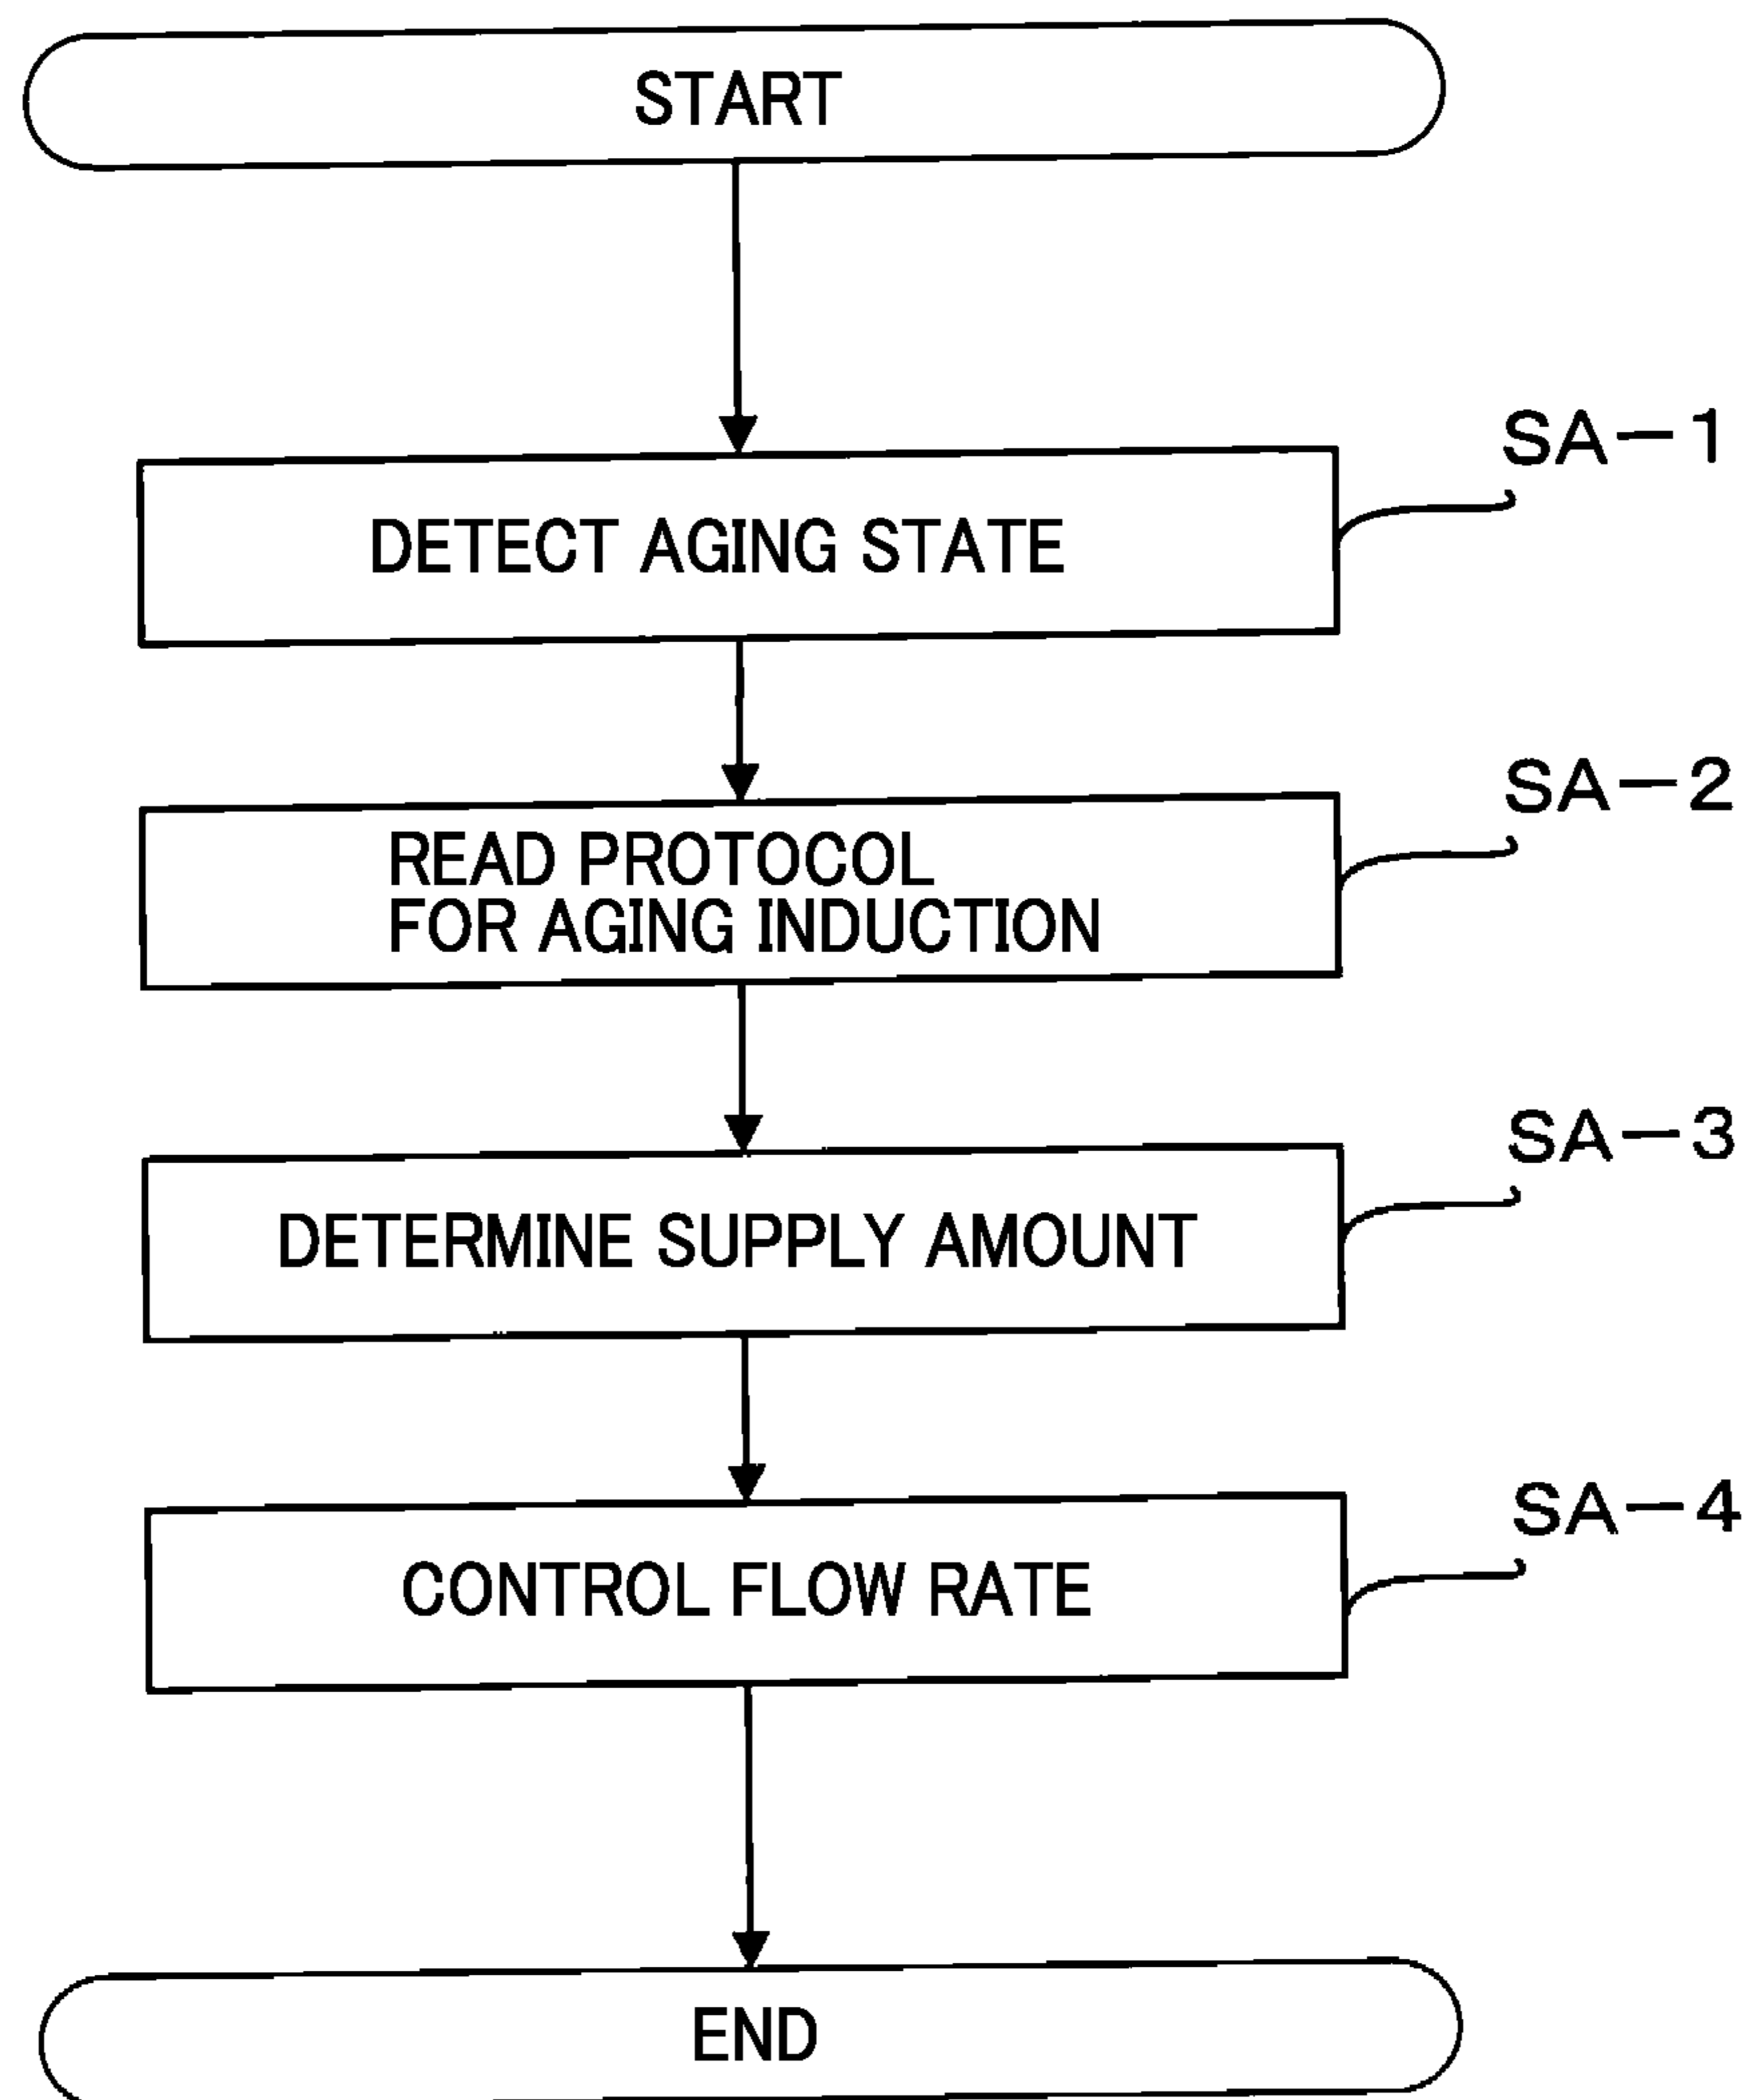 START
SA-1
DETECT AGING STATE
SA-2
READ PROTOCOL
FOR AGING INDUCTION
SA-3
DETERMINE SUPPLY AMOUNT
SA-4
CONTROL FLOW RATE
END